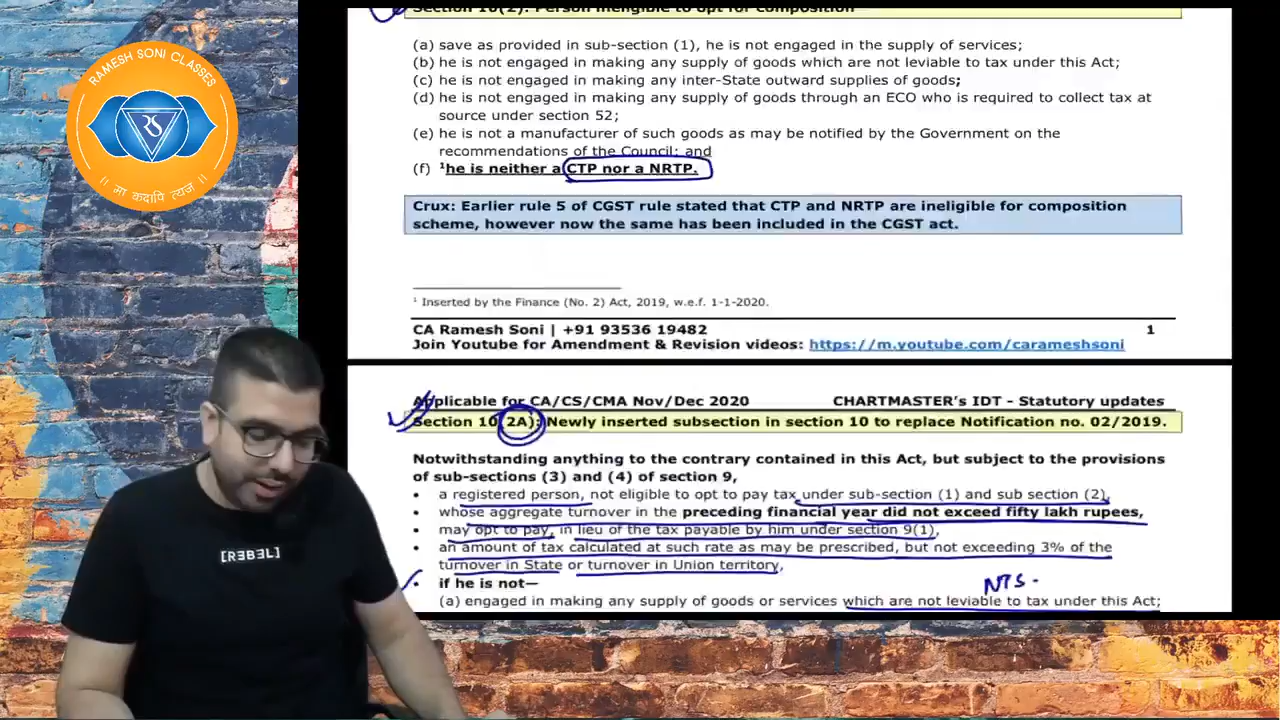 RAMESH SONI CLASSES
RS
।। मा कदापि त्यज ।।
[RƎBEL]
Section 10(2): Person ineligible to opt for composition
(a) save as provided in sub-section (1), he is not engaged in the supply of services;
(b) he is not engaged in making any supply of goods which are not leviable to tax under this Act;
(c) he is not engaged in making any inter-State outward supplies of goods;
(d) he is not engaged in making any supply of goods through an ECO who is required to collect tax at
source under section 52;
(e) he is not a manufacturer of such goods as may be notified by the Government on the
recommendations of the Council; and
(f) ¹he is neither a CTP nor a NRTP.
Crux: Earlier rule 5 of CGST rule stated that CTP and NRTP are ineligible for composition
scheme, however now the same has been included in the CGST act.
¹ Inserted by the Finance (No. 2) Act, 2019, w.e.f. 1-1-2020.
CA Ramesh Soni | +91 93536 19482 1
Join Youtube for Amendment & Revision videos: https://m.youtube.com/carameshsoni
Applicable for CA/CS/CMA Nov/Dec 2020 CHARTMASTER’s IDT - Statutory updates
Section 10(2A): Newly inserted subsection in section 10 to replace Notification no. 02/2019.
Notwithstanding anything to the contrary contained in this Act, but subject to the provisions
of sub-sections (3) and (4) of section 9,
• a registered person, not eligible to opt to pay tax under sub-section (1) and sub section (2),
• whose aggregate turnover in the preceding financial year did not exceed fifty lakh rupees,
• may opt to pay, in lieu of the tax payable by him under section 9(1),
• an amount of tax calculated at such rate as may be prescribed, but not exceeding 3% of the
turnover in State or turnover in Union territory,
• if he is not—
NTS.
(a) engaged in making any supply of goods or services which are not leviable to tax under this Act;